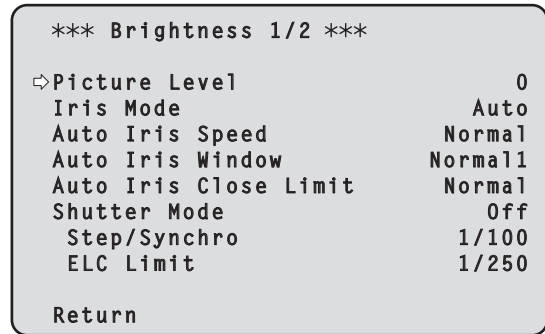 *** Brightness 1/2 ***
⇨Picture Level 0
Iris Mode Auto
Auto Iris Speed Normal
Auto Iris Window Normal1
Auto Iris Close Limit Normal
Shutter Mode Off
Step/Synchro 1/100
ELC Limit 1/250
Return